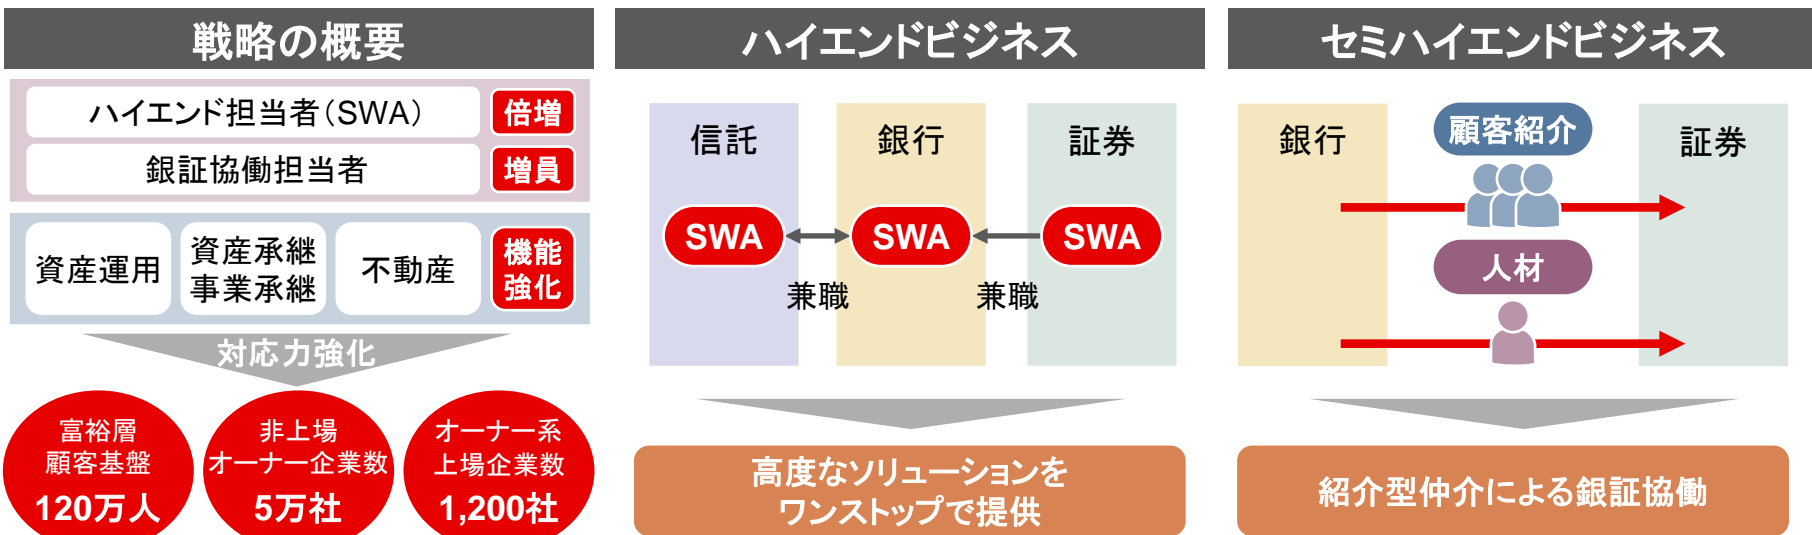 戦略の概要
ハイエンド担当者（SWA）
倍増
銀証協働担当者
増員
資産運用
資産承継
事業承継
不動産
機能
強化
対応力強化
富裕層
顧客基盤
120万人
非上場
オーナー企業数
5万社
オーナー系
上場企業数
1,200社
ハイエンドビジネス
信託
銀行
証券
SWA
SWA
SWA
兼職
兼職
高度なソリューションを
ワンストップで提供
セミハイエンドビジネス
銀行
顧客紹介
証券
人材
紹介型仲介による銀証協働